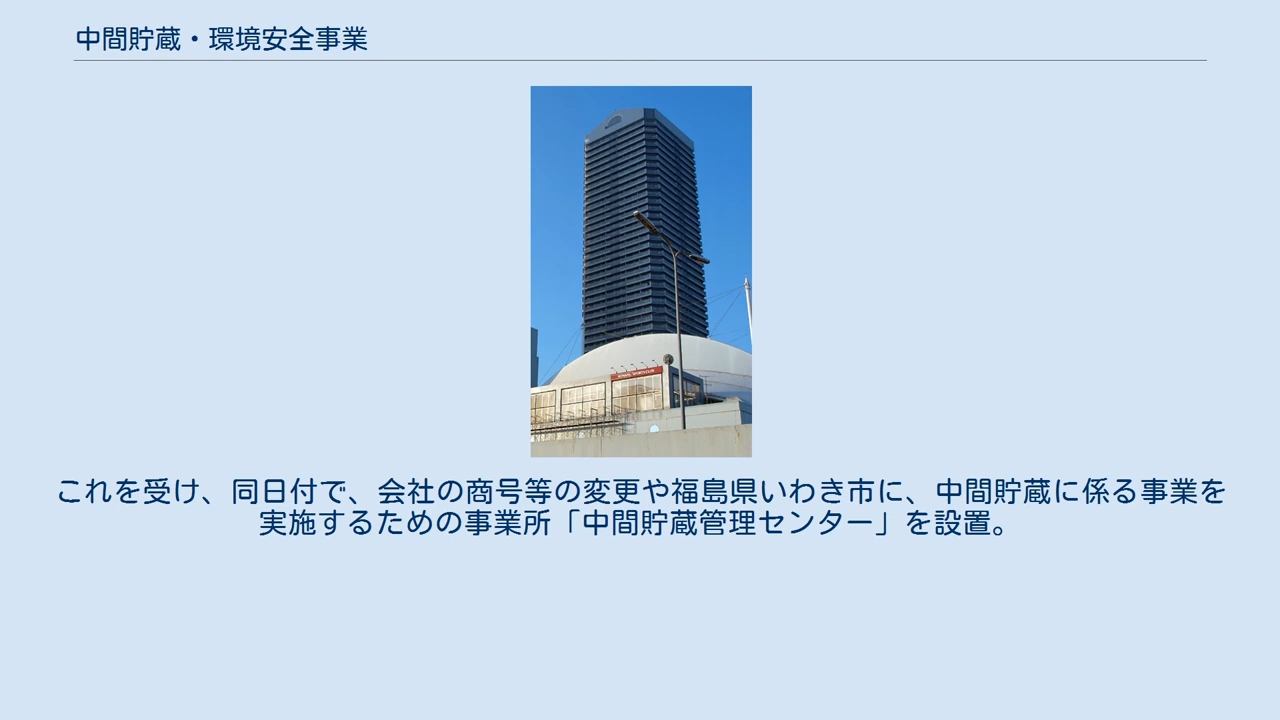 中間貯蔵・環境安全事業
これを受け、同日付で、会社の商号等の変更や福島県いわき市に、中間貯蔵に係る事業を
実施するための事業所「中間貯蔵管理センター」を設置。